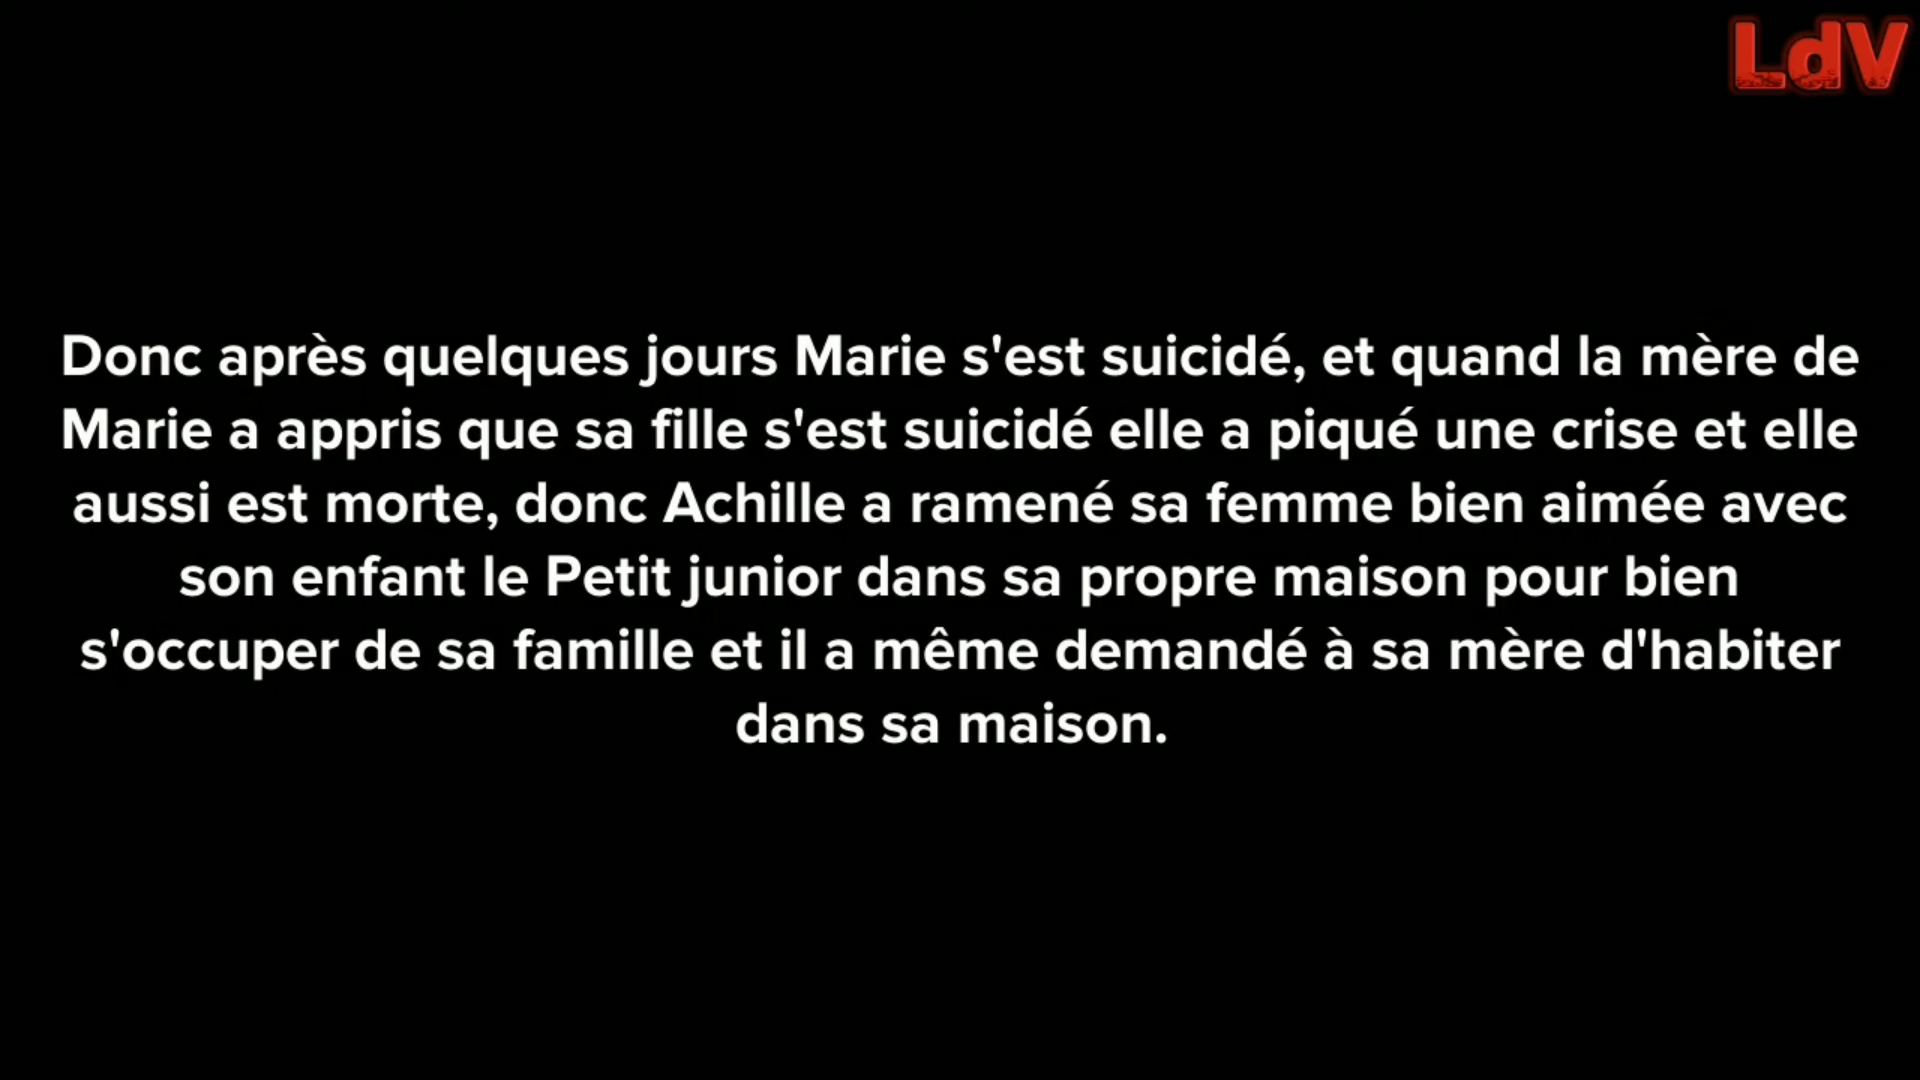 LdV
Donc après quelques jours Marie s'est suicidé, et quand la mère de
Marie a appris que sa fille s'est suicidé elle a piqué une crise et elle
aussi est morte, donc Achille a ramené sa femme bien aimée avec
son enfant le Petit junior dans sa propre maison pour bien
s'occuper de sa famille et il a même demandé à sa mère d'habiter
dans sa maison.